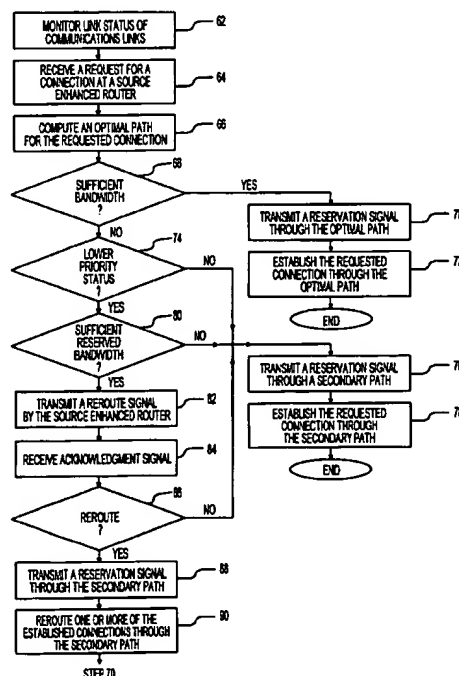 MONITOR LINK STATUS OF
COMMUNICATIONS LINKS
62
RECEIVE A REQUEST FOR A
CONNECTION AT A SOURCE
ENHANCED ROUTER
64
COMPUTE AN OPTIMAL PATH
FOR THE REQUESTED CONNECTION
66
SUFFICIENT
BANDWIDTH
?
68
YES
NO
TRANSMIT A RESERVATION SIGNAL
THROUGH THE OPTIMAL PATH
ESTABLISH THE REQUESTED
CONNECTION THROUGH THE
OPTIMAL PATH
END
LOWER
PRIORITY
STATUS
?
74
NO
YES
SUFFICIENT
RESERVED
BANDWIDTH
?
80
NO
YES
TRANSMIT A RESERVATION SIGNAL
THROUGH A SECONDARY PATH
ESTABLISH THE REQUESTED
CONNECTION THROUGH
THE SECONDARY PATH
END
TRANSMIT A REROUTE SIGNAL
BY THE SOURCE ENHANCED ROUTER
82
RECEIVE ACKNOWLEDGMENT SIGNAL
84
REROUTE
?
86
NO
YES
TRANSMIT A RESERVATION SIGNAL
THROUGH THE SECONDARY PATH
88
REROUTE ONE OR MORE OF THE
ESTABLISHED CONNECTIONS THROUGH
THE SECONDARY PATH
90
STEP 70